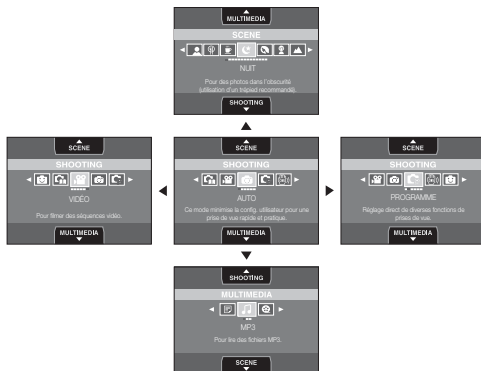 MULTIMEDIA
SCENE
NUIT
Pour des photos dans l'obscurité
(utilisation d'un trépied recommandé).
SHOOTING
SCENE
SHOOTING
VIDÉO
Pour filmer des séquences vidéo.
MULTIMEDIA
SCENE
SHOOTING
AUTO
Ce mode minimise la config. utilisateur pour une
prise de vue rapide et pratique.
MULTIMEDIA
SCENE
SHOOTING
PROGRAMME
Réglage direct de diverses fonctions de
prises de vue.
MULTIMEDIA
SHOOTING
MULTIMEDIA
MP3
Pour lire des fichiers MP3.
SCENE